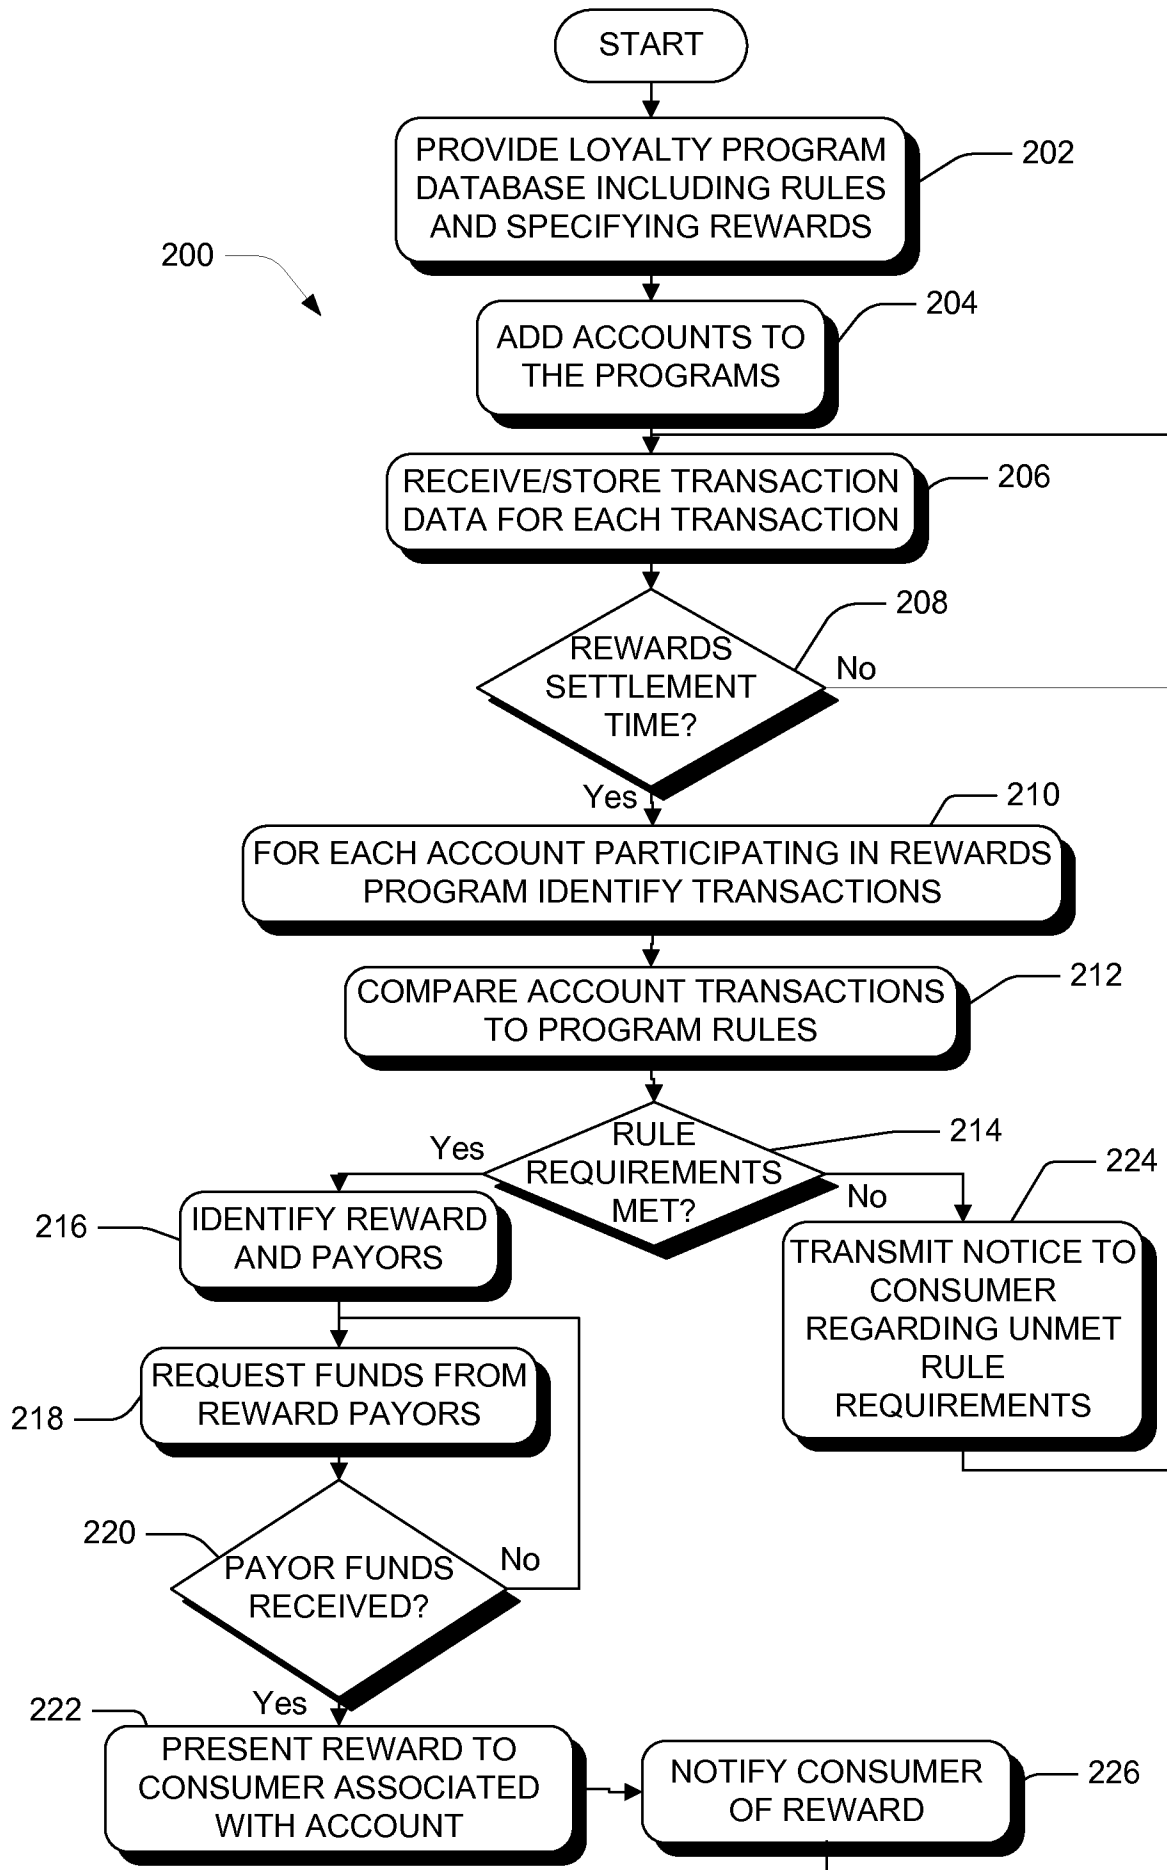 START
PROVIDE LOYALTY PROGRAM
DATABASE INCLUDING RULES
AND SPECIFYING REWARDS
202
200
204
ADD ACCOUNTS TO
THE PROGRAMS
RECEIVE/STORE TRANSACTION
DATA FOR EACH TRANSACTION
206
208
REWARDS
SETTLEMENT
TIME?
No
Yes
210
FOR EACH ACCOUNT PARTICIPATING IN REWARDS
PROGRAM IDENTIFY TRANSACTIONS
212
COMPARE ACCOUNT TRANSACTIONS
TO PROGRAM RULES
214
RULE
REQUIREMENTS
MET?
Yes
No
224
216
IDENTIFY REWARD
AND PAYORS
TRANSMIT NOTICE TO
CONSUMER
REGARDING UNMET
RULE
REQUIREMENTS
218
REQUEST FUNDS FROM
REWARD PAYORS
220
PAYOR FUNDS
RECEIVED?
No
Yes
222
PRESENT REWARD TO
CONSUMER ASSOCIATED
WITH ACCOUNT
NOTIFY CONSUMER
OF REWARD
226